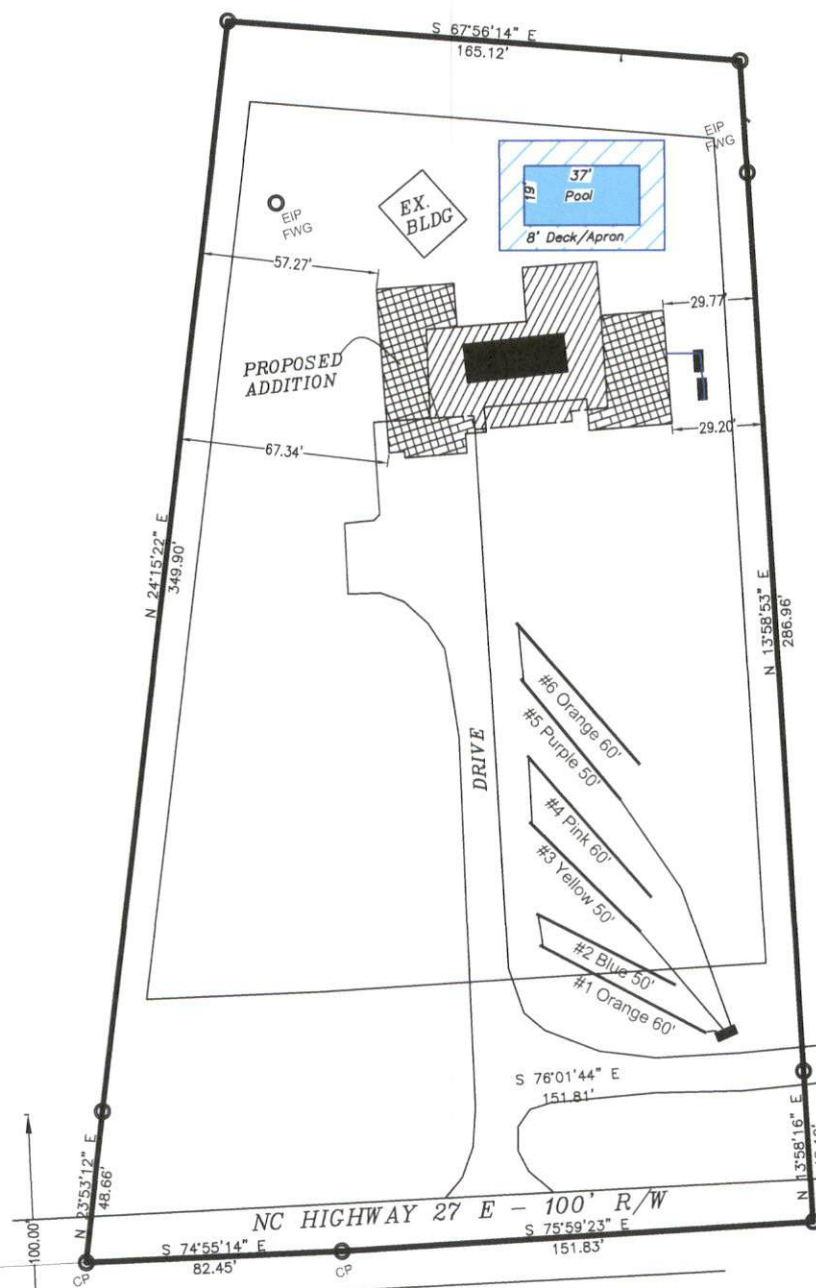 S 67°56'14" E
165.12'
EIP
FWG
37'
19'
Pool
8' Deck/Apron
EX.
BLDG
EIP
FWG
57.27'
29.77'
PROPOSED
ADDITION
67.34'
29.20'
N 24°15'22" E
349.90'
N 13°58'53" E
286.96'
#6 Orange 60'
#5 Purple 50'
DRIVE
#4 Pink 60'
#3 Yellow 50'
#2 Blue 50'
#1 Orange 60'
S 76°01'44" E
151.81'
N 23°53'12" E
48.66'
N 13°58'16" E
100.00'
NC HIGHWAY 27 E - 100' R/W
S 74°55'14" E
82.45'
S 75°59'23" E
151.83'
CP
CP